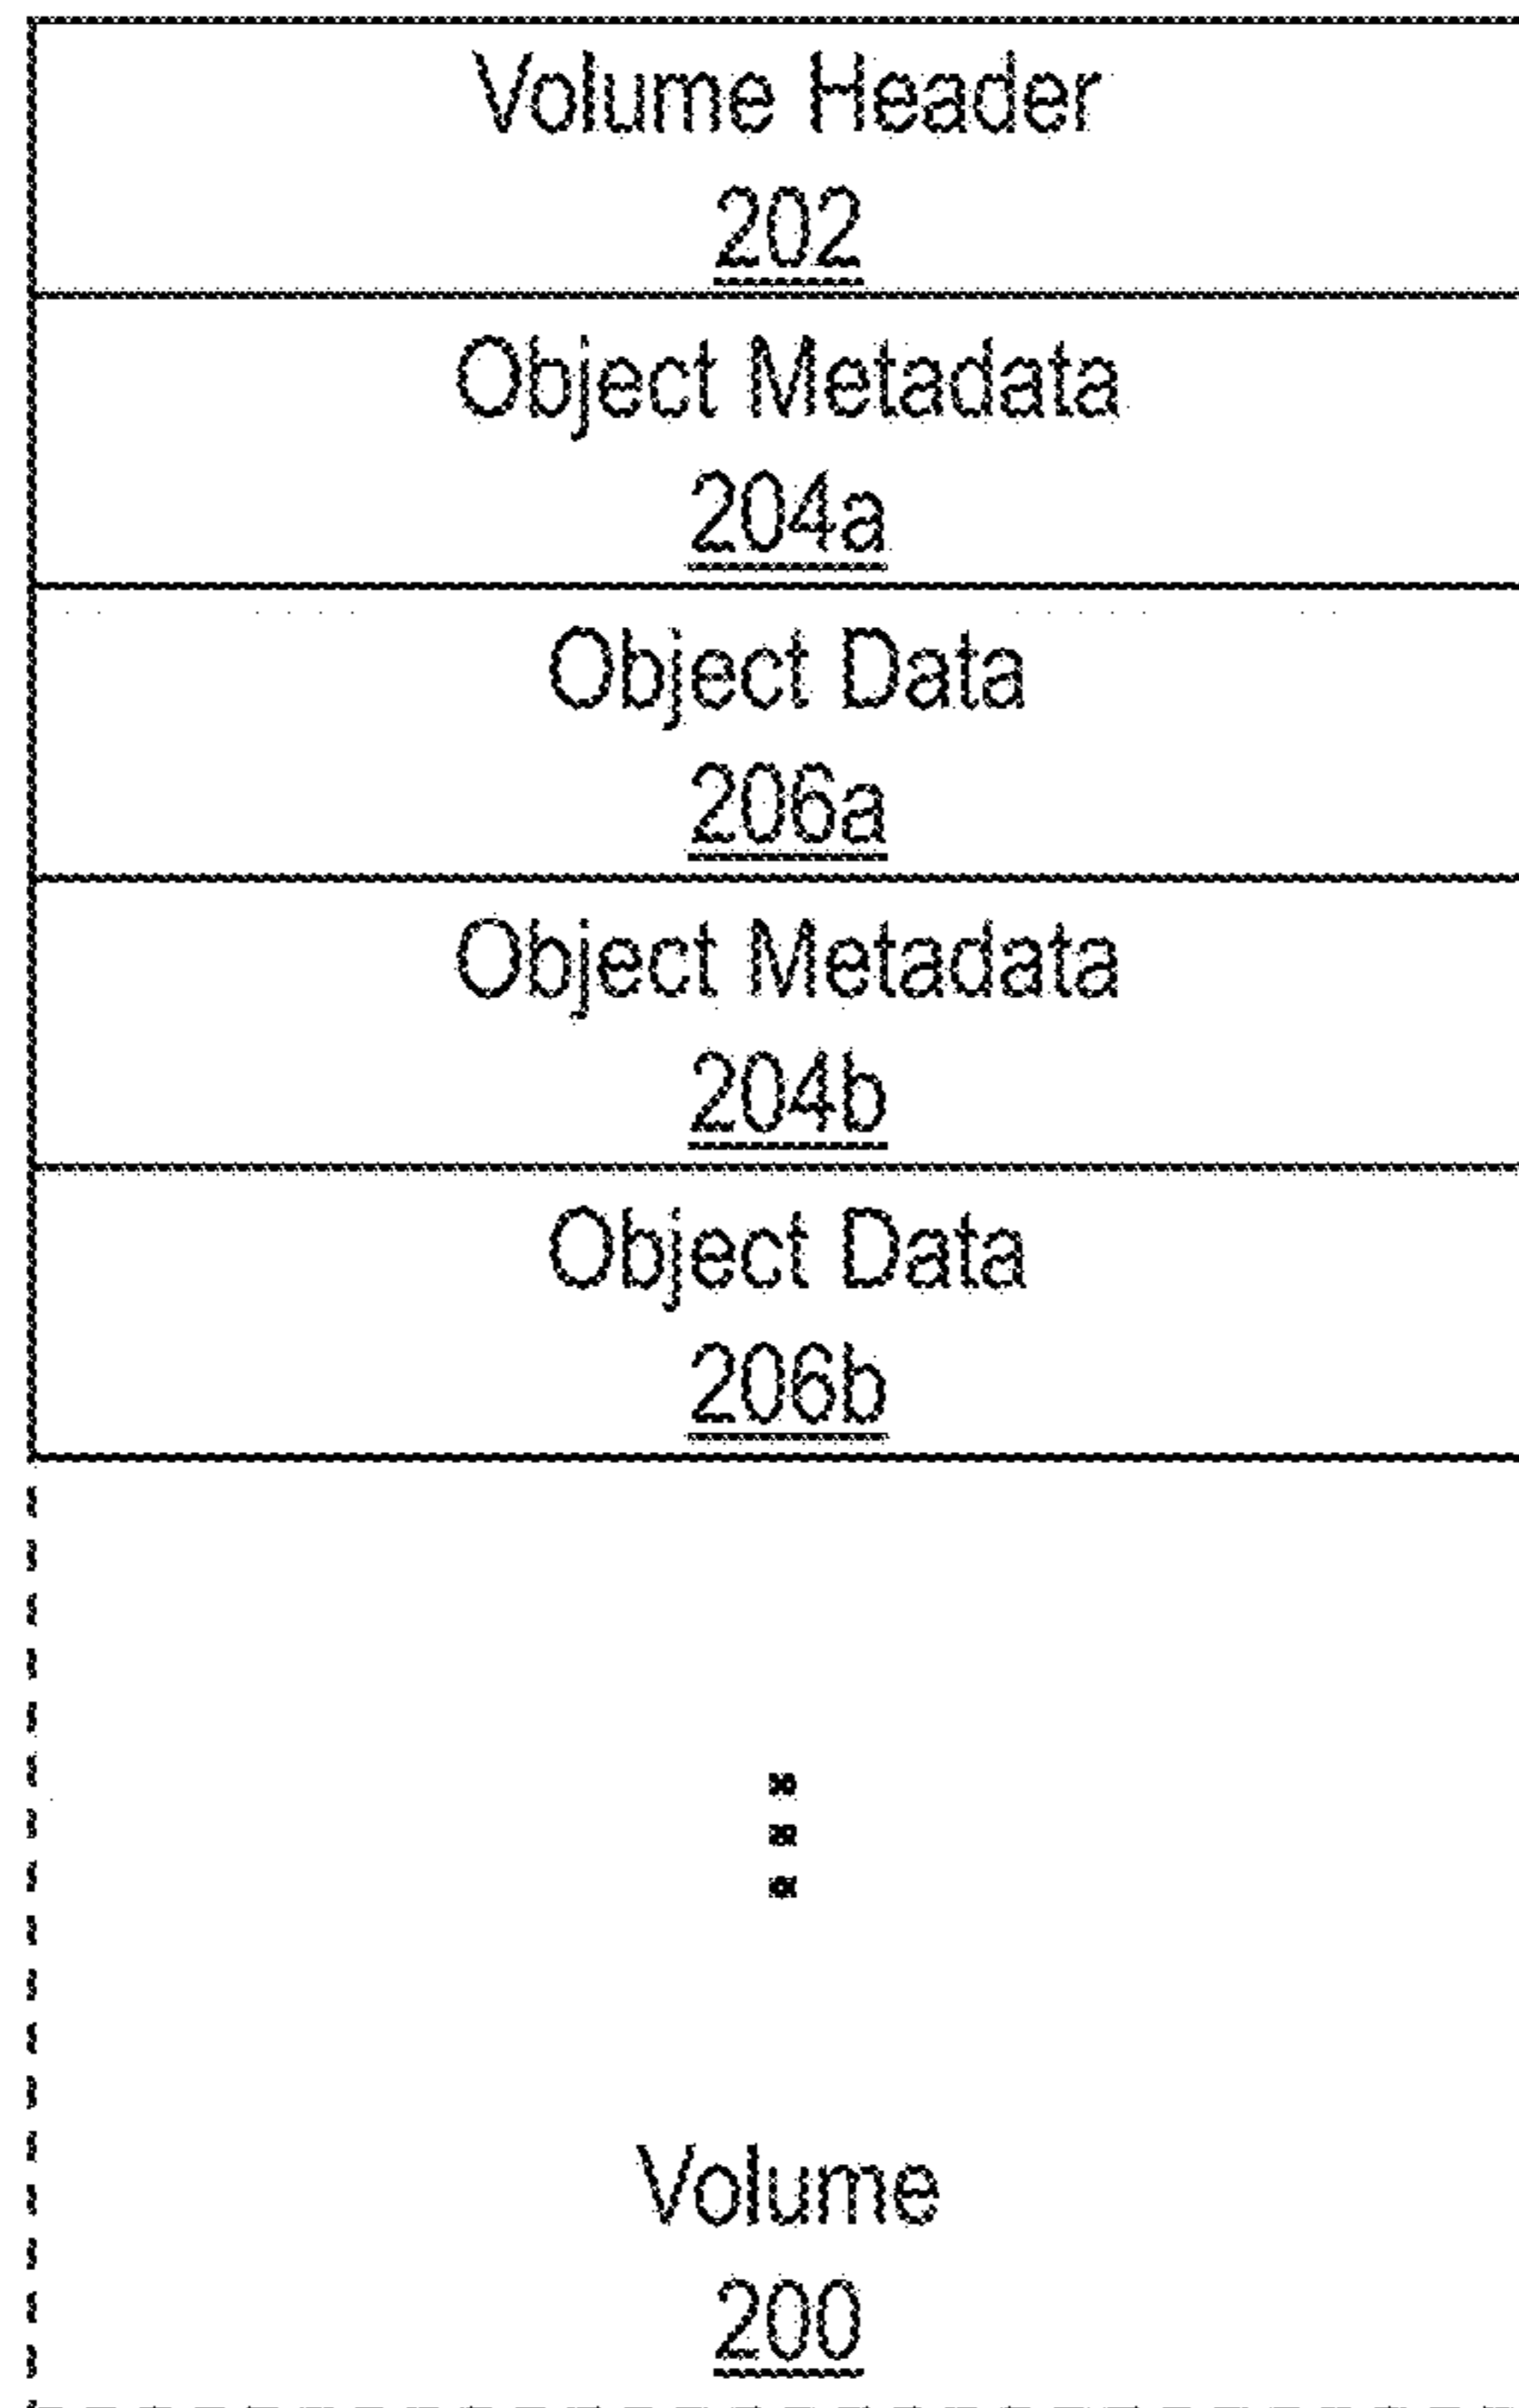 Volume Header
202
Object Metadata
204a
Object Data
206a
Object Metadata
204b
Object Data
206b
Volume
200